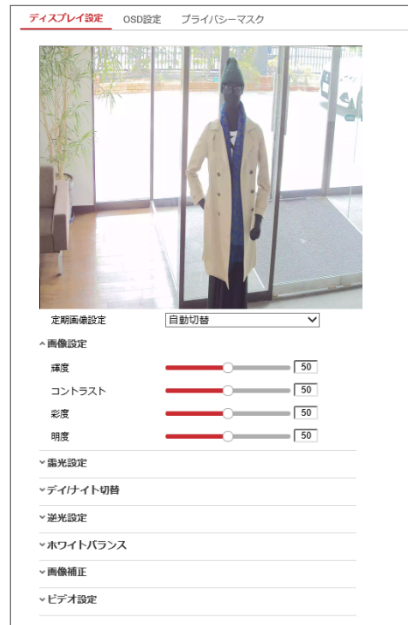 ディスプレイ設定 OSD設定 プライバシーマスク
定期画像設定 自動切替
画像設定
輝度 50
コントラスト 50
彩度 50
明度 50
露光設定
デイ/ナイト切替
逆光設定
ホワイトバランス
画像補正
ビデオ設定